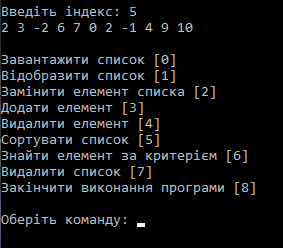 Введіть індекс: 5
2 3 -2 6 7 0 2 -1 4 9 10
Завантажити список [0]
Відобразити список [1]
Замінити елемент списка [2]
Додати елемент [3]
Видалити елемент [4]
Сортувати список [5]
Знайти елемент за критерієм [6]
Видалити список [7]
Закінчити виконання програми [8]
Оберіть команду: